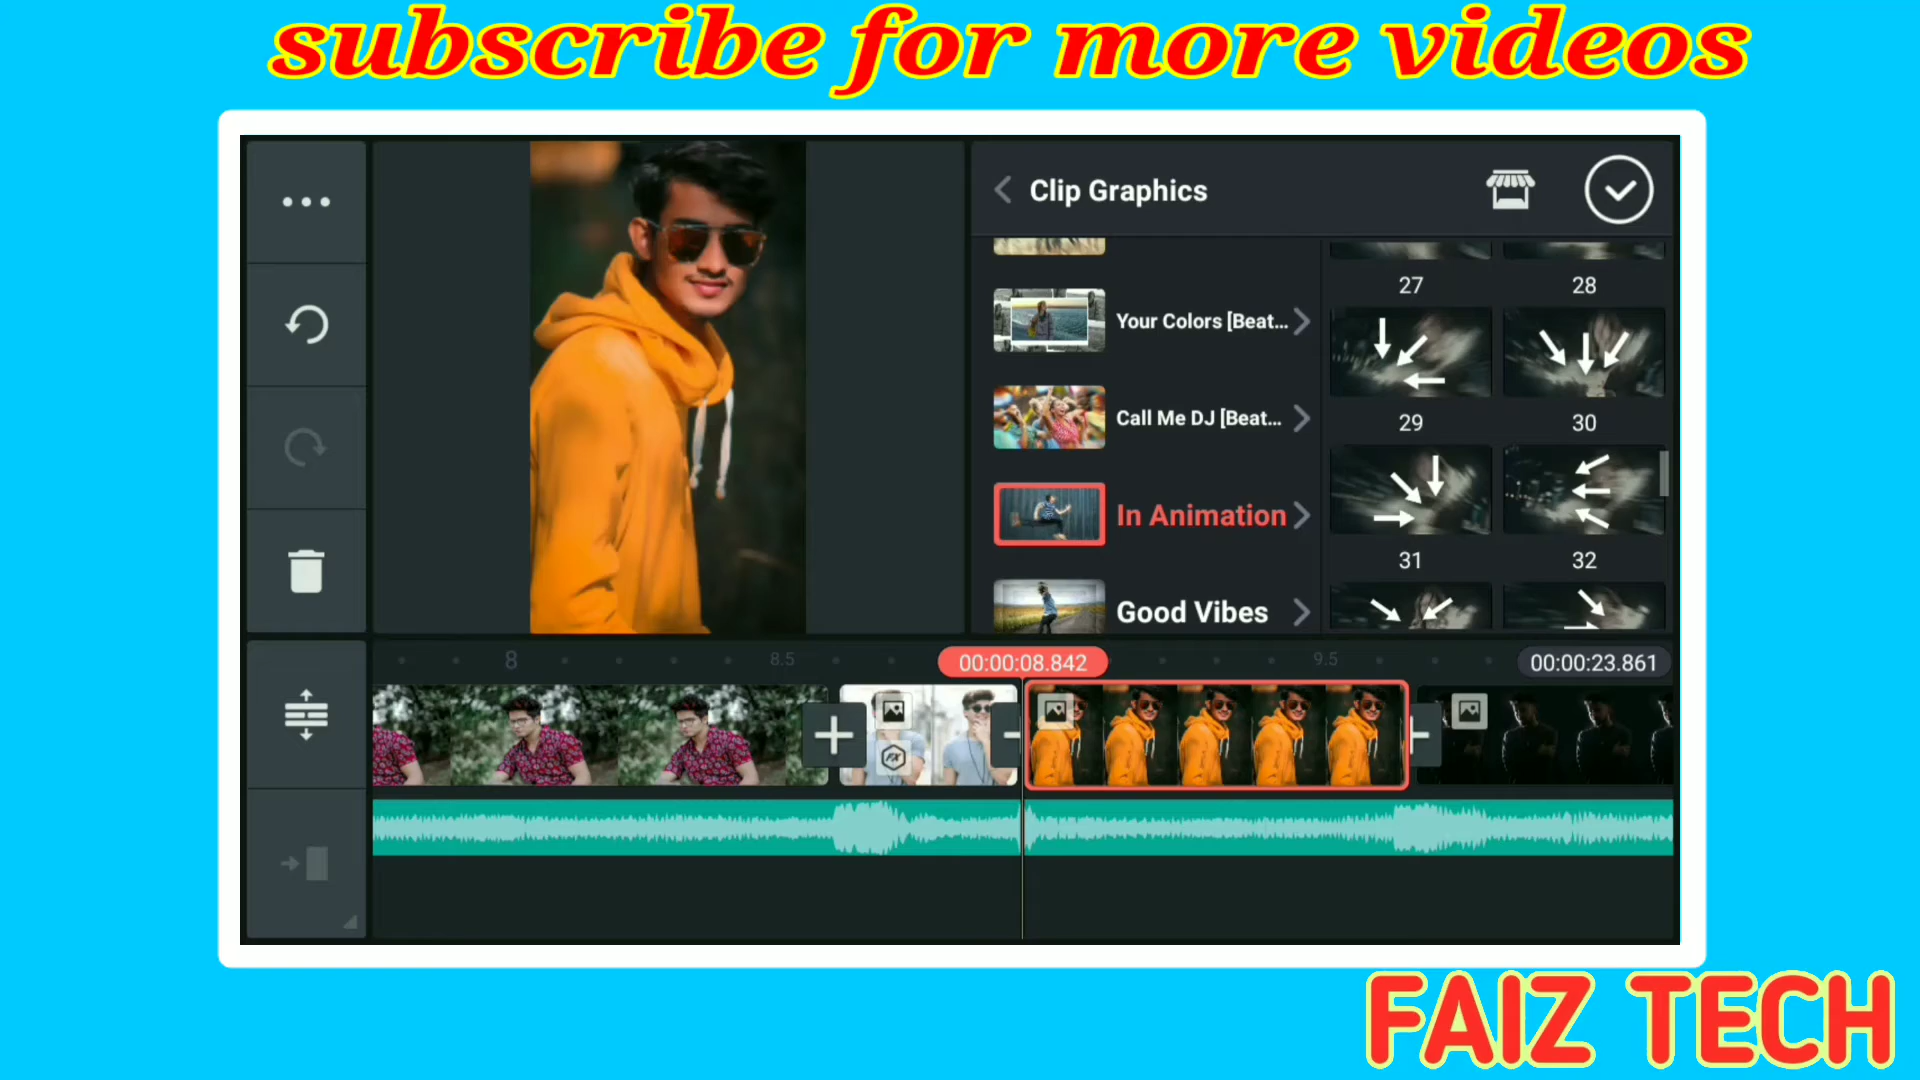 subscribe for more videos
Clip Graphics
27
28
Your Colors [Beat...
29
30
Call Me DJ [Beat...
In Animation
31
32
Good Vibes
8
8.5
00:00:08.842
9.5
00:00:23.861
FX
FAIZ TECH